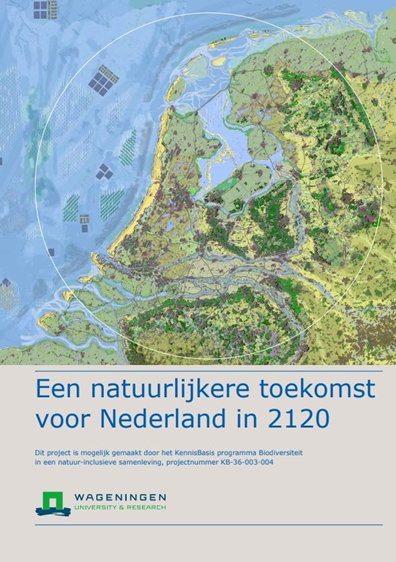 Een natuurlijkere toekomst
voor Nederland in 2120
Dit project is mogelijk gemaakt door het KennisBasis programma Biodiversiteit
in een natuur-inclusieve samenleving, projectnummer KB-36-003-004
WAGENINGEN
UNIVERSITY & RESEARCH